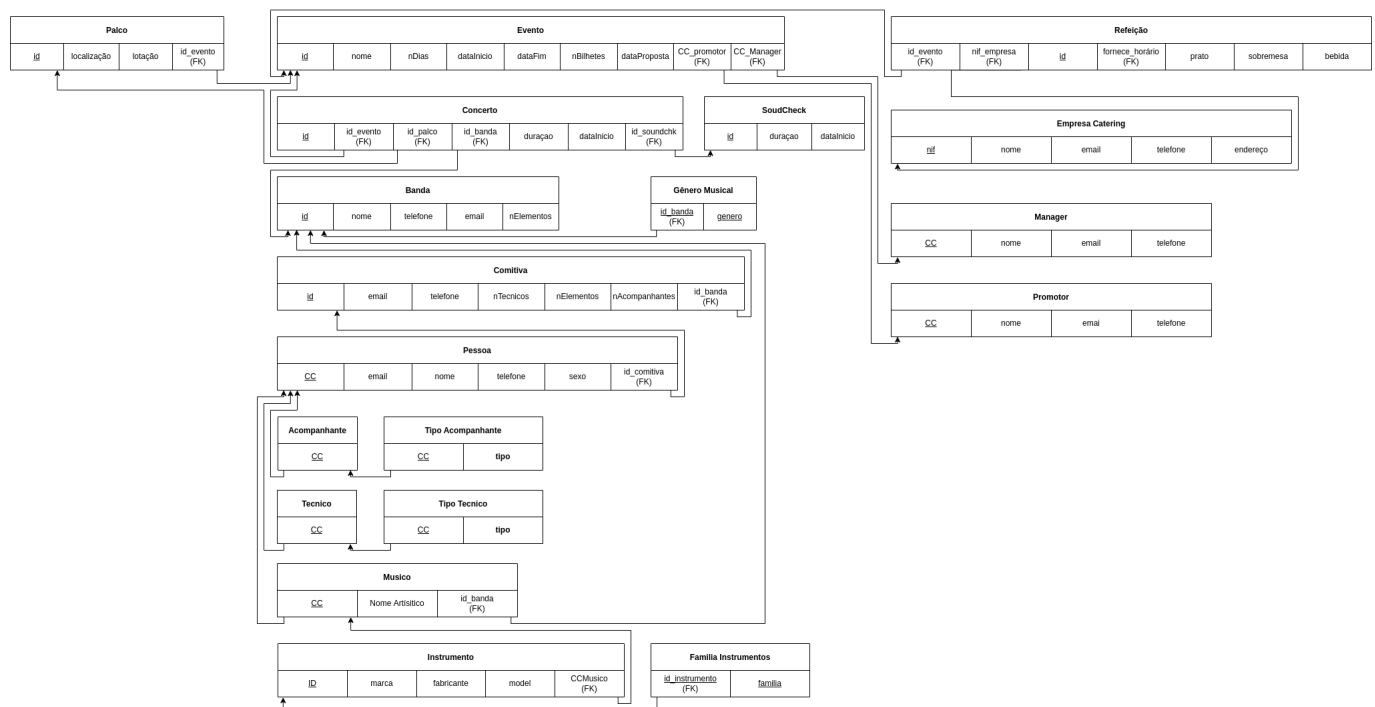 Palco
id
localização
lotação
id_evento
(FK)
Evento
id
nome
nDias
dataInicio
dataFim
nBilhetes
dataProposta
CC_promotor
(FK)
CC_Manager
(FK)
Refeição
id_evento
(FK)
nif_empresa
(FK)
id
fornece_horário
(FK)
prato
sobremesa
bebida
Concerto
id
id_evento
(FK)
id_palco
(FK)
id_banda
(FK)
duraçao
dataInicio
id_soundchk
(FK)
SoudCheck
id
duraçao
dataInicio
Empresa Catering
nif
nome
email
telefone
endereço
Banda
id
nome
telefone
email
nElementos
Gênero Musical
id_banda
(FK)
genero
Manager
CC
nome
email
telefone
Comitiva
id
email
telefone
nTecnicos
nElementos
nAcompanhantes
id_banda
(FK)
Promotor
CC
nome
emai
telefone
Pessoa
CC
email
nome
telefone
sexo
id_comitiva
(FK)
Acompanhante
CC
Tipo Acompanhante
CC
tipo
Tecnico
CC
Tipo Tecnico
CC
tipo
Musico
CC
Nome Artísitico
id_banda
(FK)
Instrumento
ID
marca
fabricante
model
CCMusico
(FK)
Familia Instrumentos
id_instrumento
(FK)
familia